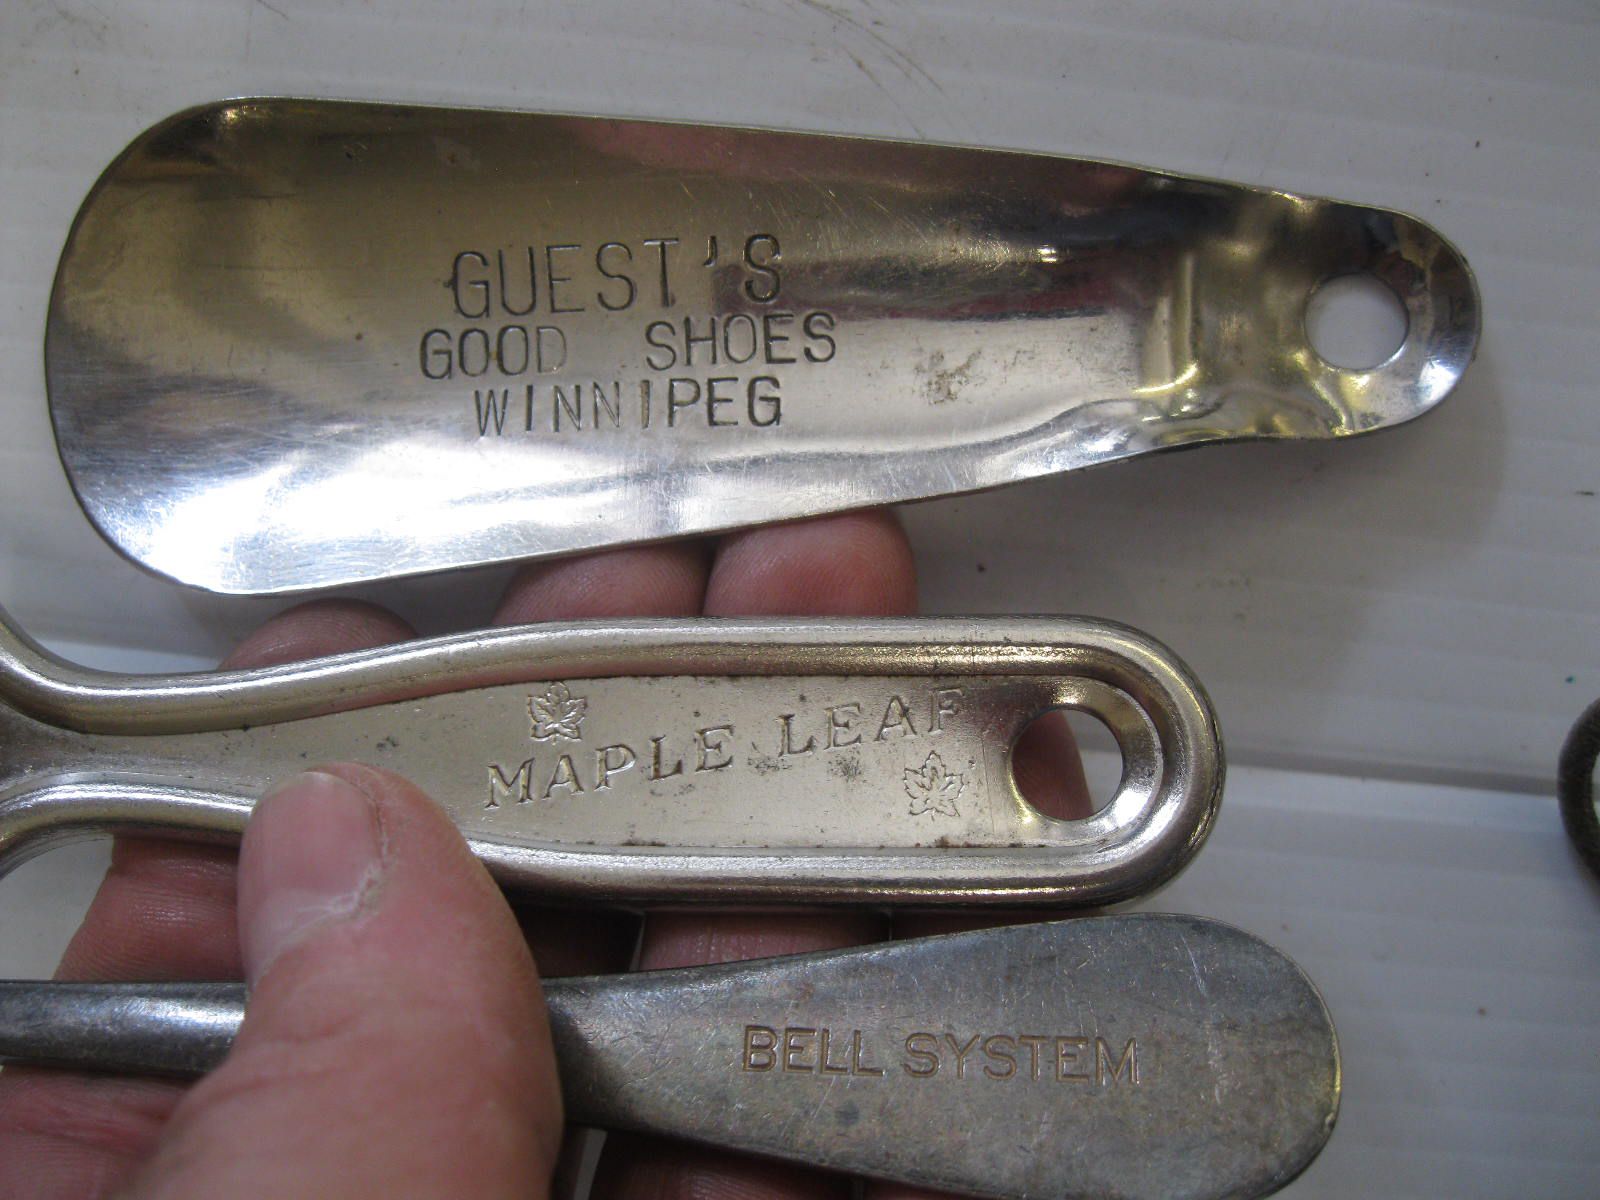 GUEST'S
GOOD SHOES
WINNIPEG
MAPLE LEAF
BELL SYSTEM